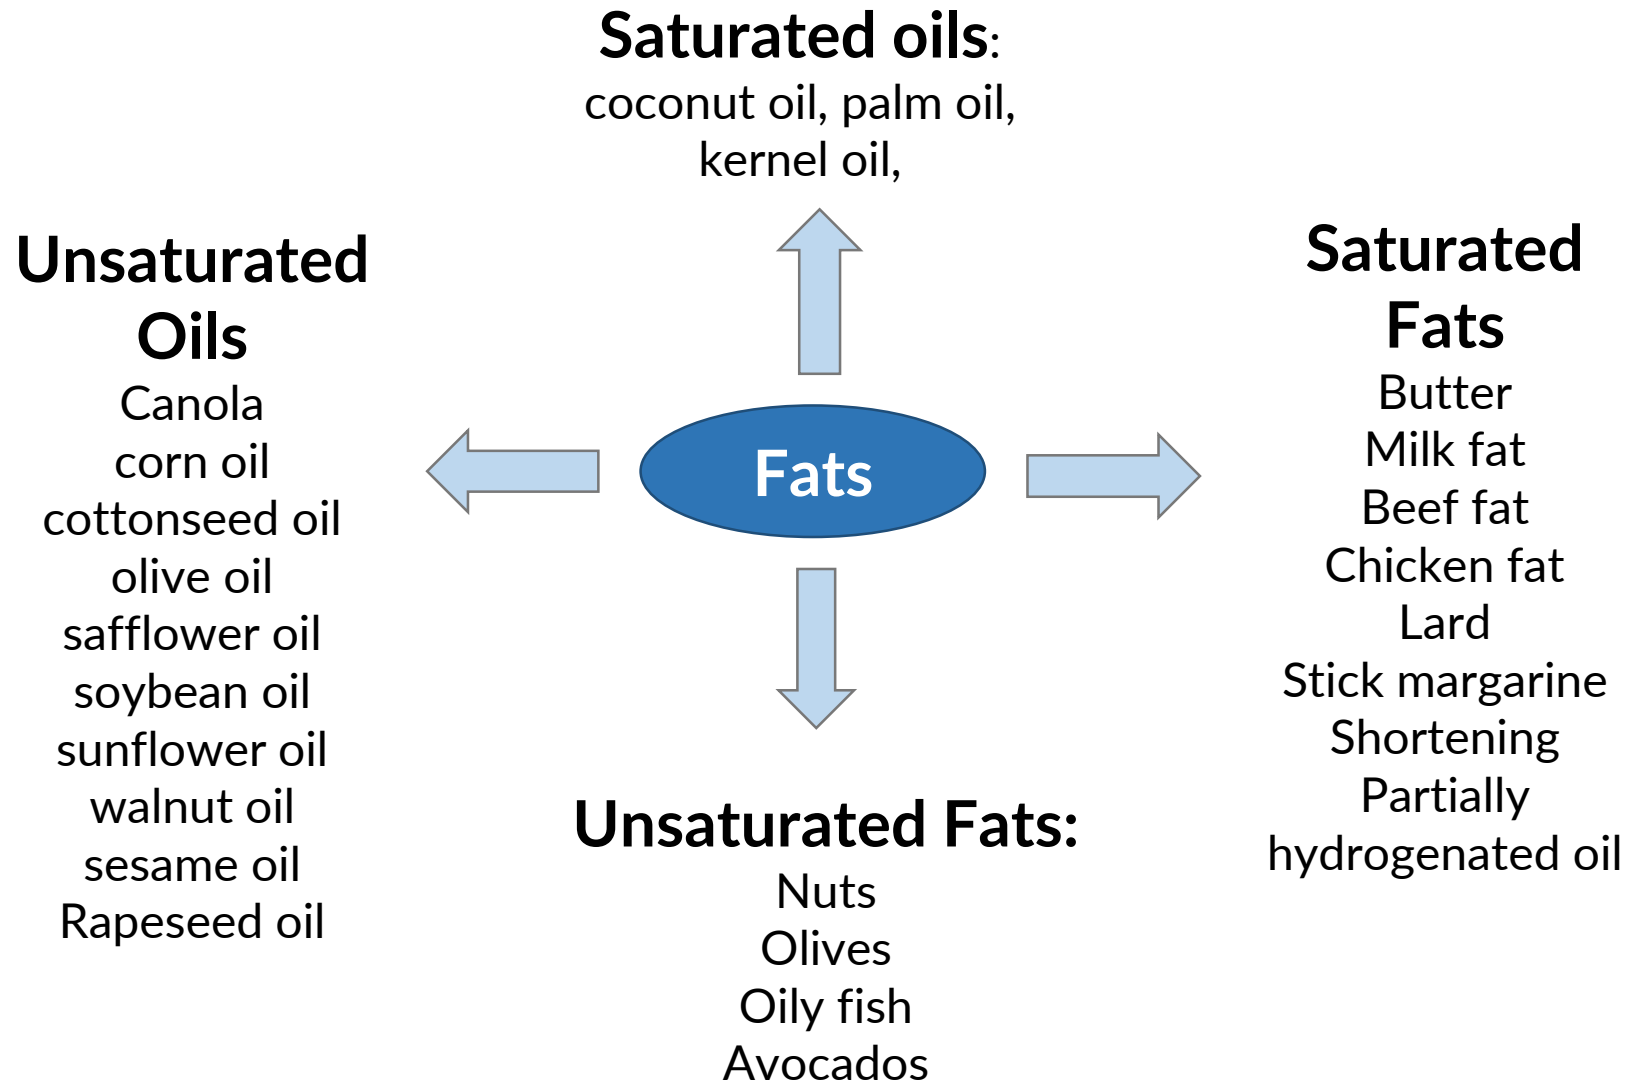 Saturated oils:
coconut oil, palm oil,
kernel oil,
Unsaturated
Oils
Canola
corn oil
cottonseed oil
olive oil
safflower oil
soybean oil
sunflower oil
walnut oil
sesame oil
Rapeseed oil
Fats
Saturated
Fats
Butter
Milk fat
Beef fat
Chicken fat
Lard
Stick margarine
Shortening
Partially
hydrogenated oil
Unsaturated Fats:
Nuts
Olives
Oily fish
Avocados